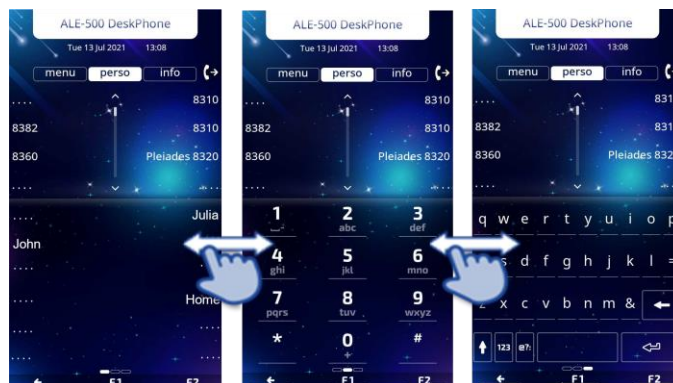 ALE-500 DeskPhone
Tue 13 Jul 2021 13:08
menu perso info
.... 8310
8382 8310
8360 Pleiades 8320
.... ....
.... Julia
John
.... Home
.... ....
F1 F2
ALE-500 DeskPhone
Tue 13 Jul 2021 13:08
menu perso info
.... 8310
8382 8310
8360 Pleiades 8320
.... ....
1 2 3
abc def
4 5 6
ghi jkl mno
7 8 9
pqrs tuv wxyz
* 0 #
+
F1 F2
ALE-500 DeskPhone
Tue 13 Jul 2021 13:08
menu perso info
.... 831
8382 831
8360 Pleiades 832
.... ....
q w e r t y u i o p
s d f g h j k l =
z x c v b n m &
123 @?!
F1 F2